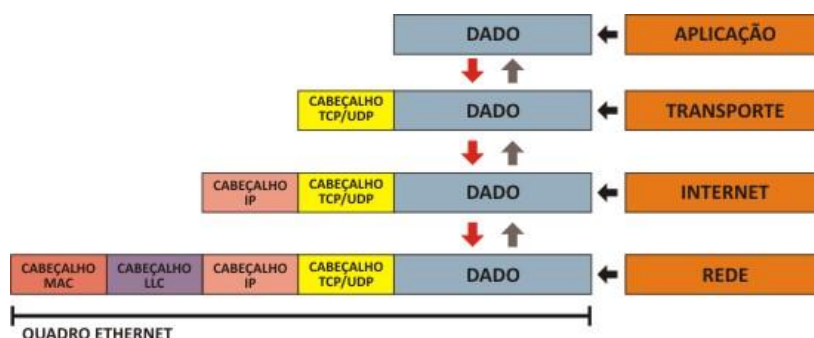 DADO
APLICAÇÃO
CABEÇALHO
TCP/UDP
DADO
TRANSPORTE
CABEÇALHO
IP
CABEÇALHO
TCP/UDP
DADO
INTERNET
CABEÇALHO
MAC
CABEÇALHO
LLC
CABEÇALHO
IP
CABEÇALHO
TCP/UDP
DADO
REDE
QUADRO ETHERNET